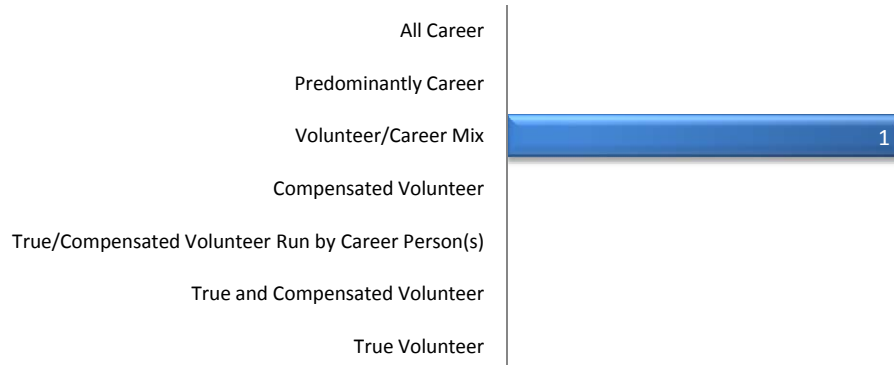 All Career
Predominantly Career
Volunteer/Career Mix
1
Compensated Volunteer
True/Compensated Volunteer Run by Career Person(s)
True and Compensated Volunteer
True Volunteer